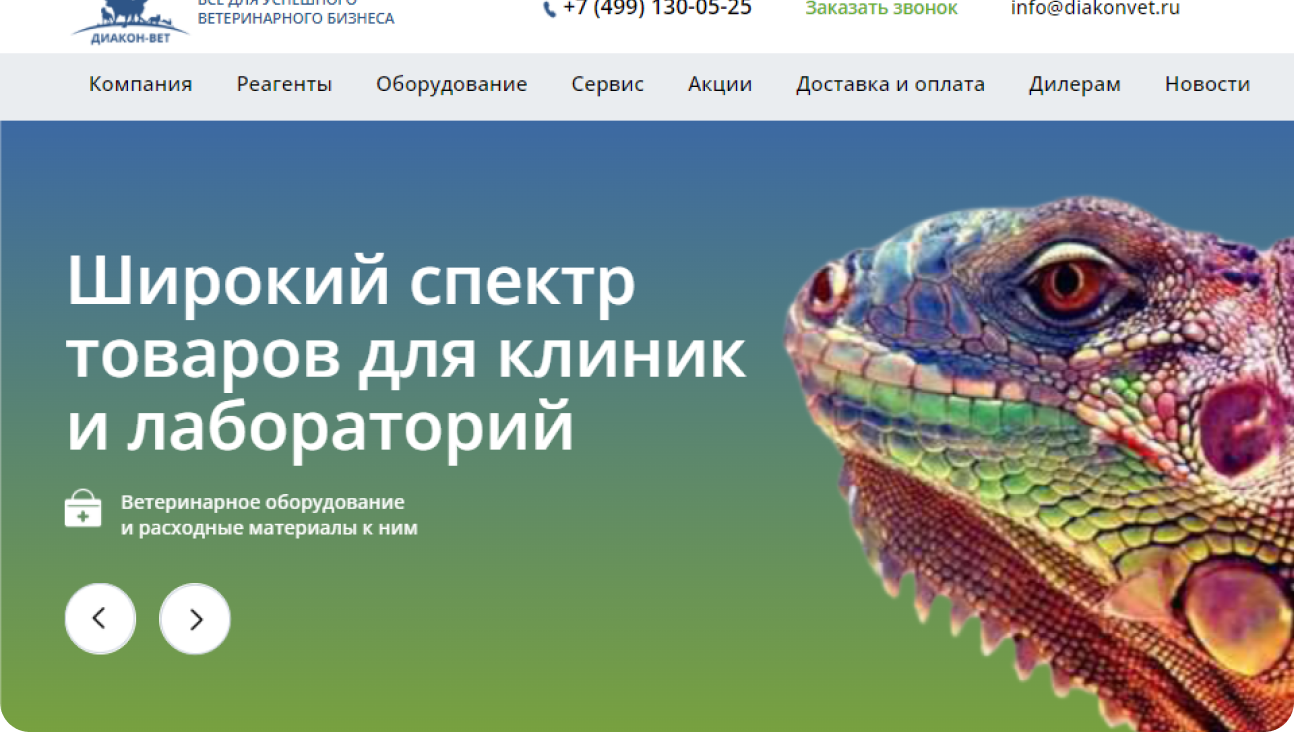 ВСЕ ДЛЯ УСПЕШНОГО
ВЕТЕРИНАРНОГО БИЗНЕСА
ДИАКОН-ВЕТ
+7 (499) 130-05-25
Заказать звонок
info@diakonvet.ru
Компания Реагенты Оборудование Сервис Акции Доставка и оплата Дилерам Новости
Широкий спектр
товаров для клиник
и лабораторий
Ветеринарное оборудование
и расходные материалы к ним